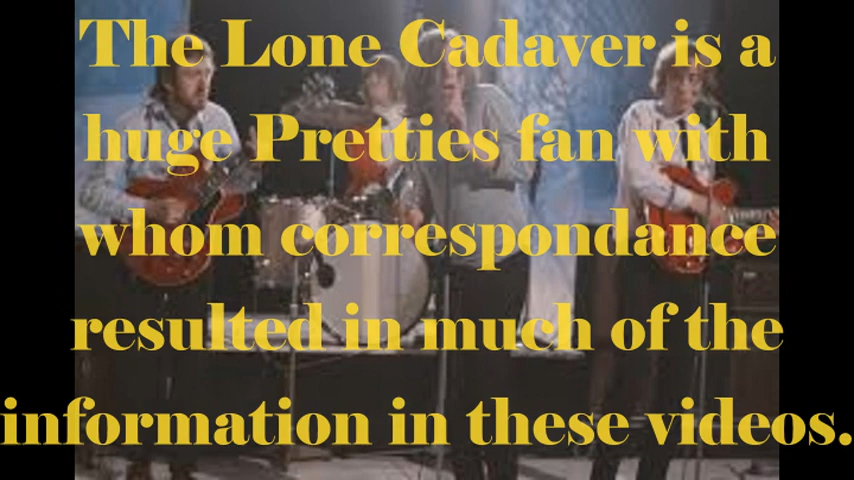 The Lone Cadaver is a
huge Pretties fan with
whom correspondance
resulted in much of the
information in these videos.